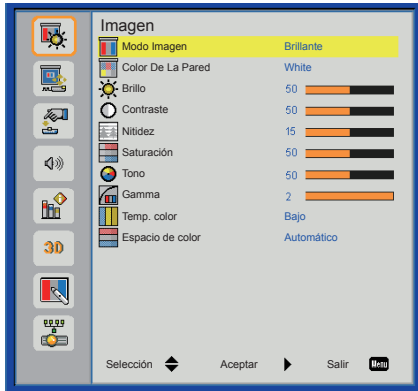 Imagen
Modo Imagen Brillante
Color De La Pared White
Brillo 50
Contraste 50
Nitidez 15
Saturación 50
Tono 50
Gamma 2
Temp. color Bajo
Espacio de color Automático
3D
Selección Aceptar Salir Menu